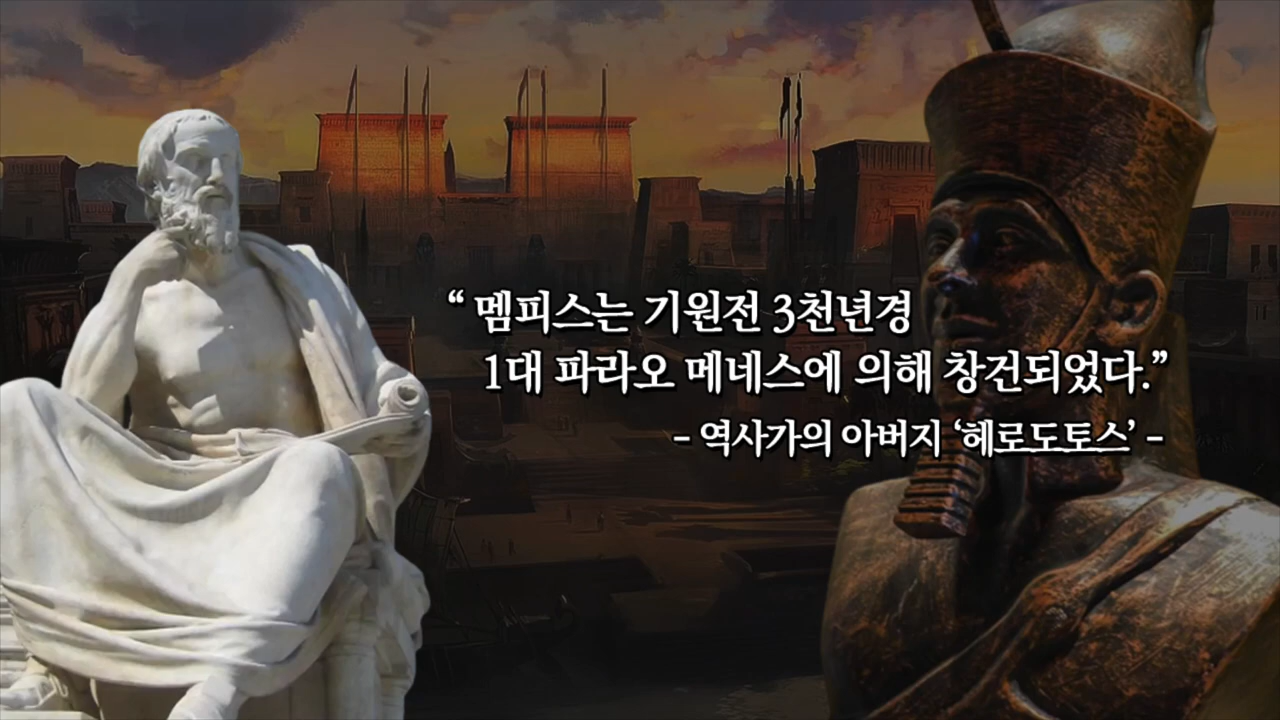 “ 멤피스는 기원전 3천년경
1대 파라오 메네스에 의해 창건되었다.”
- 역사가의 아버지 ‘헤로도토스’ -